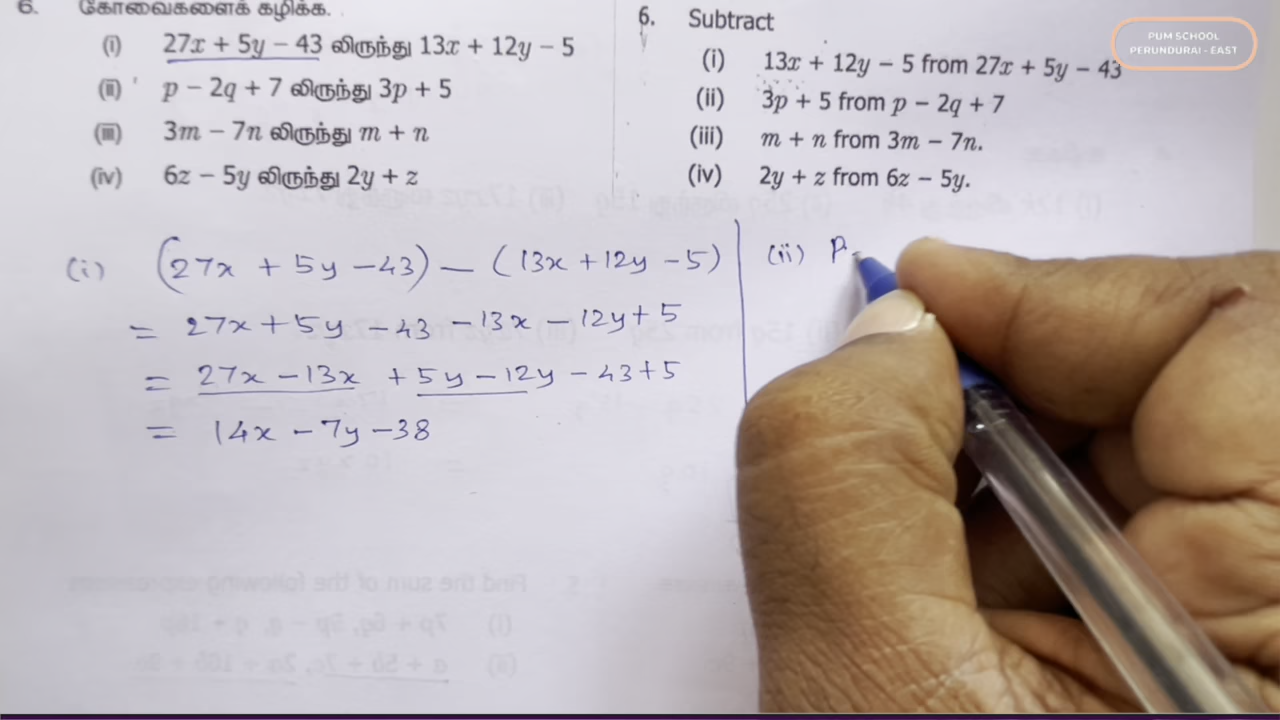 6. கோவைகளைக் கழிக்க.
(i) 27x + 5y − 43 லிருந்து 13x + 12y − 5
(ii) p − 2q + 7 லிருந்து 3p + 5
(iii) 3m − 7n லிருந்து m + n
(iv) 6z − 5y லிருந்து 2y + z
6. Subtract
(i) 13x + 12y − 5 from 27x + 5y − 43
(ii) 3p + 5 from p − 2q + 7
(iii) m + n from 3m − 7n.
(iv) 2y + z from 6z − 5y.
PUM SCHOOL
PERUNDURAI - EAST
(i) (27x + 5y − 43) − (13x + 12y − 5)
= 27x + 5y − 43 − 13x − 12y + 5
= 27x − 13x + 5y − 12y − 43 + 5
= 14x − 7y − 38
(ii) P